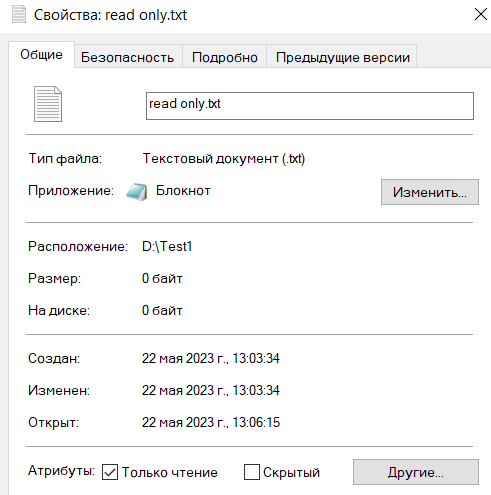 Свойства: read only.txt
Общие Безопасность Подробно Предыдущие версии
read only.txt
Тип файла: Текстовый документ (.txt)
Приложение: Блокнот Изменить...
Расположение: D:\Test1
Размер: 0 байт
На диске: 0 байт
Создан: 22 мая 2023 г., 13:03:34
Изменен: 22 мая 2023 г., 13:03:34
Открыт: 22 мая 2023 г., 13:06:15
Атрибуты: Только чтение Скрытый Другие...